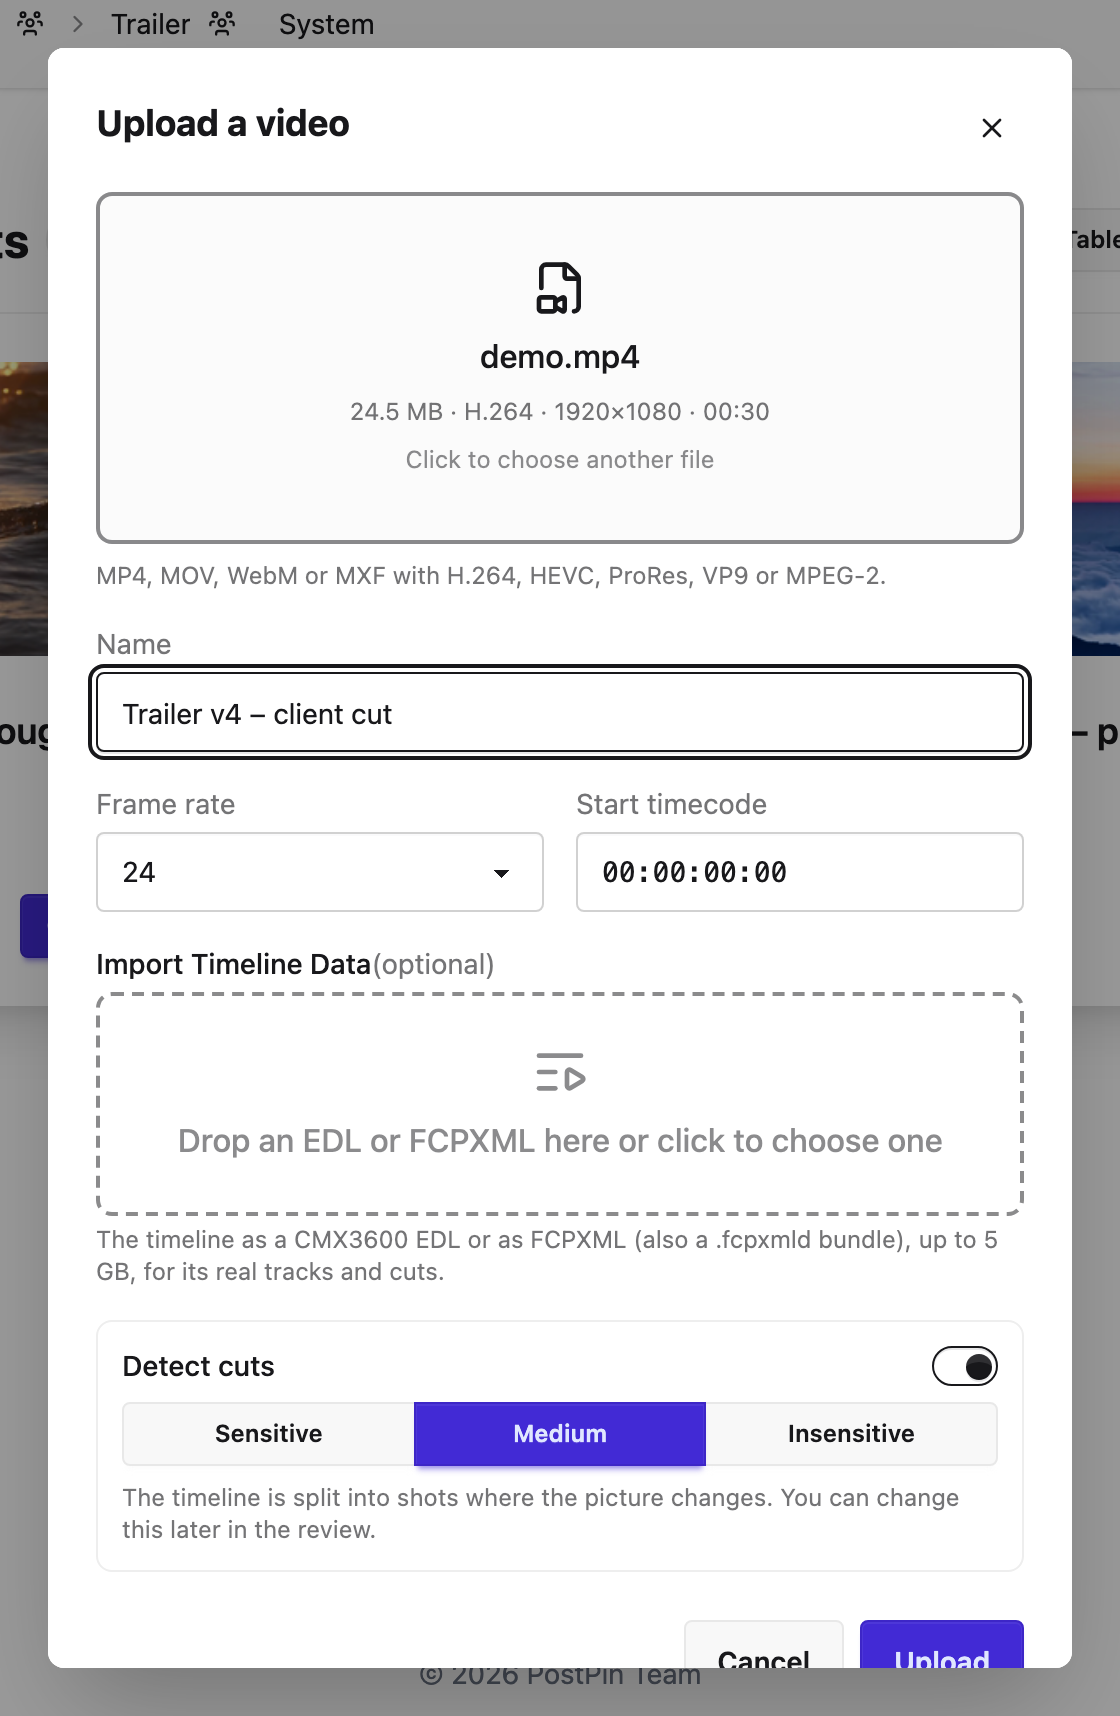 Trailer System
Upload a video
demo.mp4
24.5 MB · H.264 · 1920×1080 · 00:30
Click to choose another file
MP4, MOV, WebM or MXF with H.264, HEVC, ProRes, VP9 or MPEG-2.
Name
Trailer v4 – client cut
Frame rate
Start timecode
24
00:00:00:00
Import Timeline Data(optional)
Drop an EDL or FCPXML here or click to choose one
The timeline as a CMX3600 EDL or as FCPXML (also a .fcpxmld bundle), up to 5
GB, for its real tracks and cuts.
Detect cuts
Sensitive
Medium
Insensitive
The timeline is split into shots where the picture changes. You can change
this later in the review.
Cancel
Upload
© 2026 PostPin Team